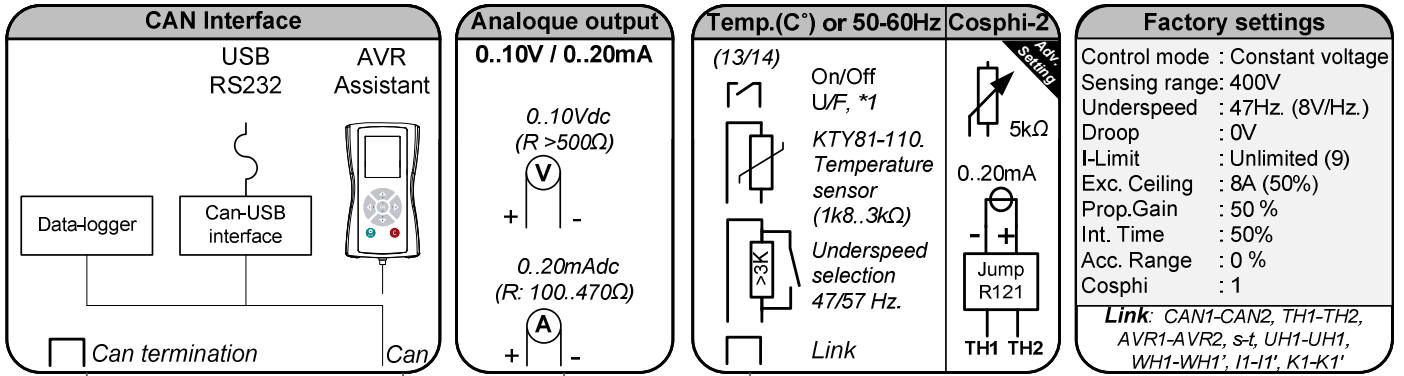 CAN Interface
USB
RS232
AVR
Assistant
Data-logger
Can-USB
interface
Can termination
Can
Analoque output
0..10V / 0..20mA
0..10Vdc
(R >500Ω)
V
+ -
0..20mAdc
(R: 100..470Ω)
A
+ -
Temp.(C°) or 50-60Hz
(13/14)
On/Off
U/F, *1
KTY81-110.
Temperature
sensor
(1k8..3kΩ)
>3K
Underspeed
selection
47/57 Hz.
Link
Cosphi-2
Adv.
Setting
5kΩ
0..20mA
- +
Jump
R121
TH1 TH2
Factory settings
Control mode : Constant voltage
Sensing range: 400V
Underspeed : 47Hz. (8V/Hz.)
Droop : 0V
I-Limit : Unlimited (9)
Exc. Ceiling : 8A (50%)
Prop.Gain : 50 %
Int. Time : 50%
Acc. Range : 0 %
Cosphi : 1
Link: CAN1-CAN2, TH1-TH2,
AVR1-AVR2, s-t, UH1-UH1,
WH1-WH1', I1-I1', K1-K1'